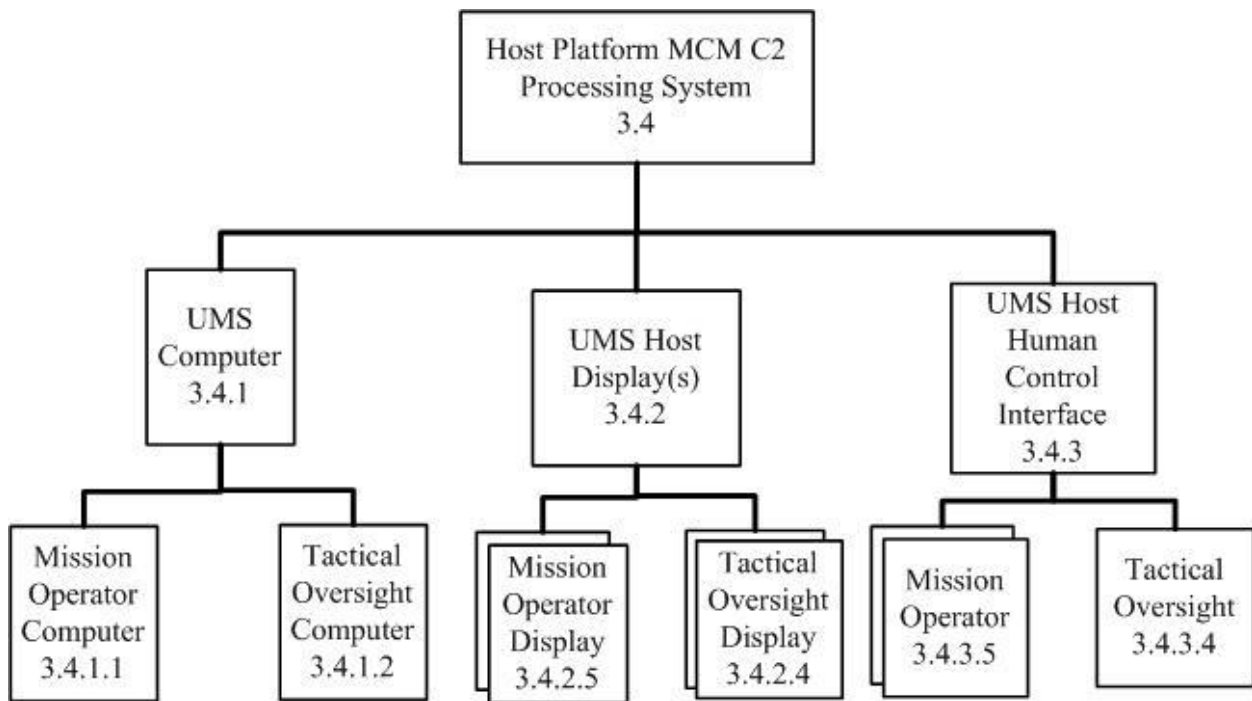 Host Platform MCM C2
Processing System
3.4
UMS
Computer
3.4.1
UMS Host
Display(s)
3.4.2
UMS Host
Human
Control
Interface
3.4.3
Mission
Operator
Computer
3.4.1.1
Tactical
Oversight
Computer
3.4.1.2
Mission
Operator
Display
3.4.2.5
Tactical
Oversight
Display
3.4.2.4
Mission
Operator
3.4.3.5
Tactical
Oversight
3.4.3.4